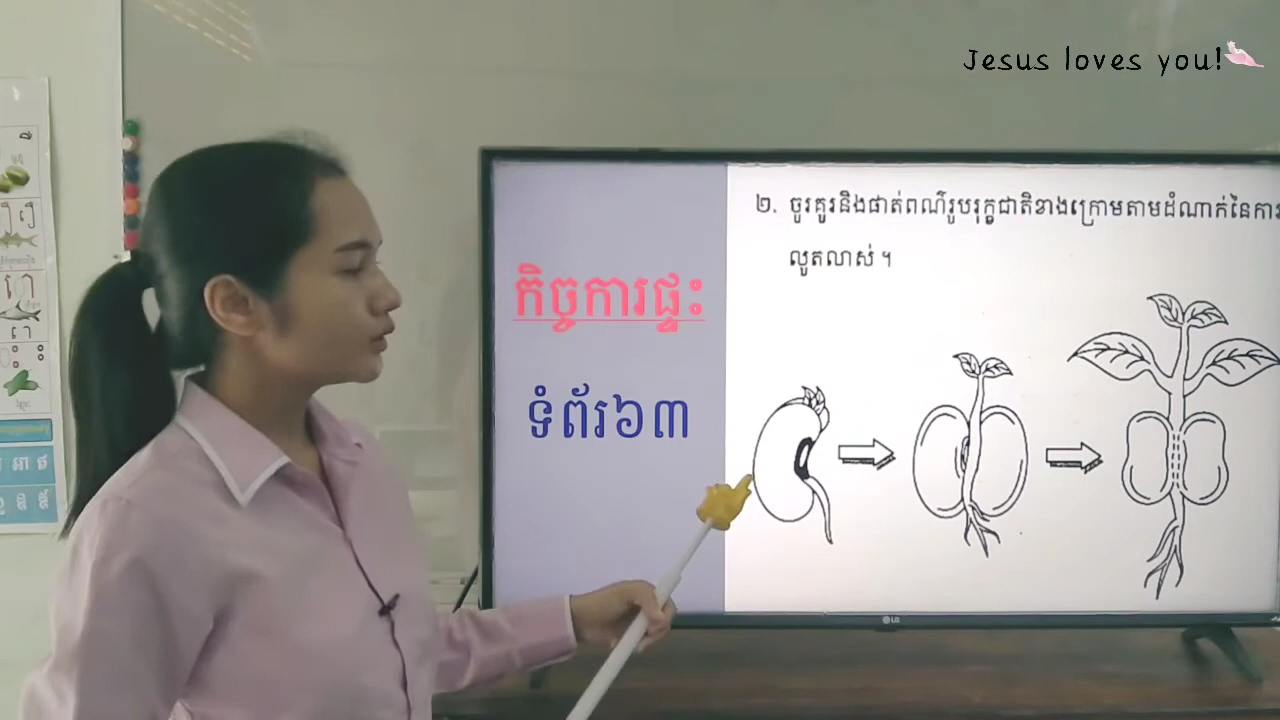 Jesus loves you!
២. ចូរគូរនិងផាត់ពណ៌រូបរុក្ខជាតិខាងក្រោមតាមដំណាក់នៃការ
លូតលាស់ ។
កិច្ចការផ្ទះ
ទំព័រ៦៣
LG